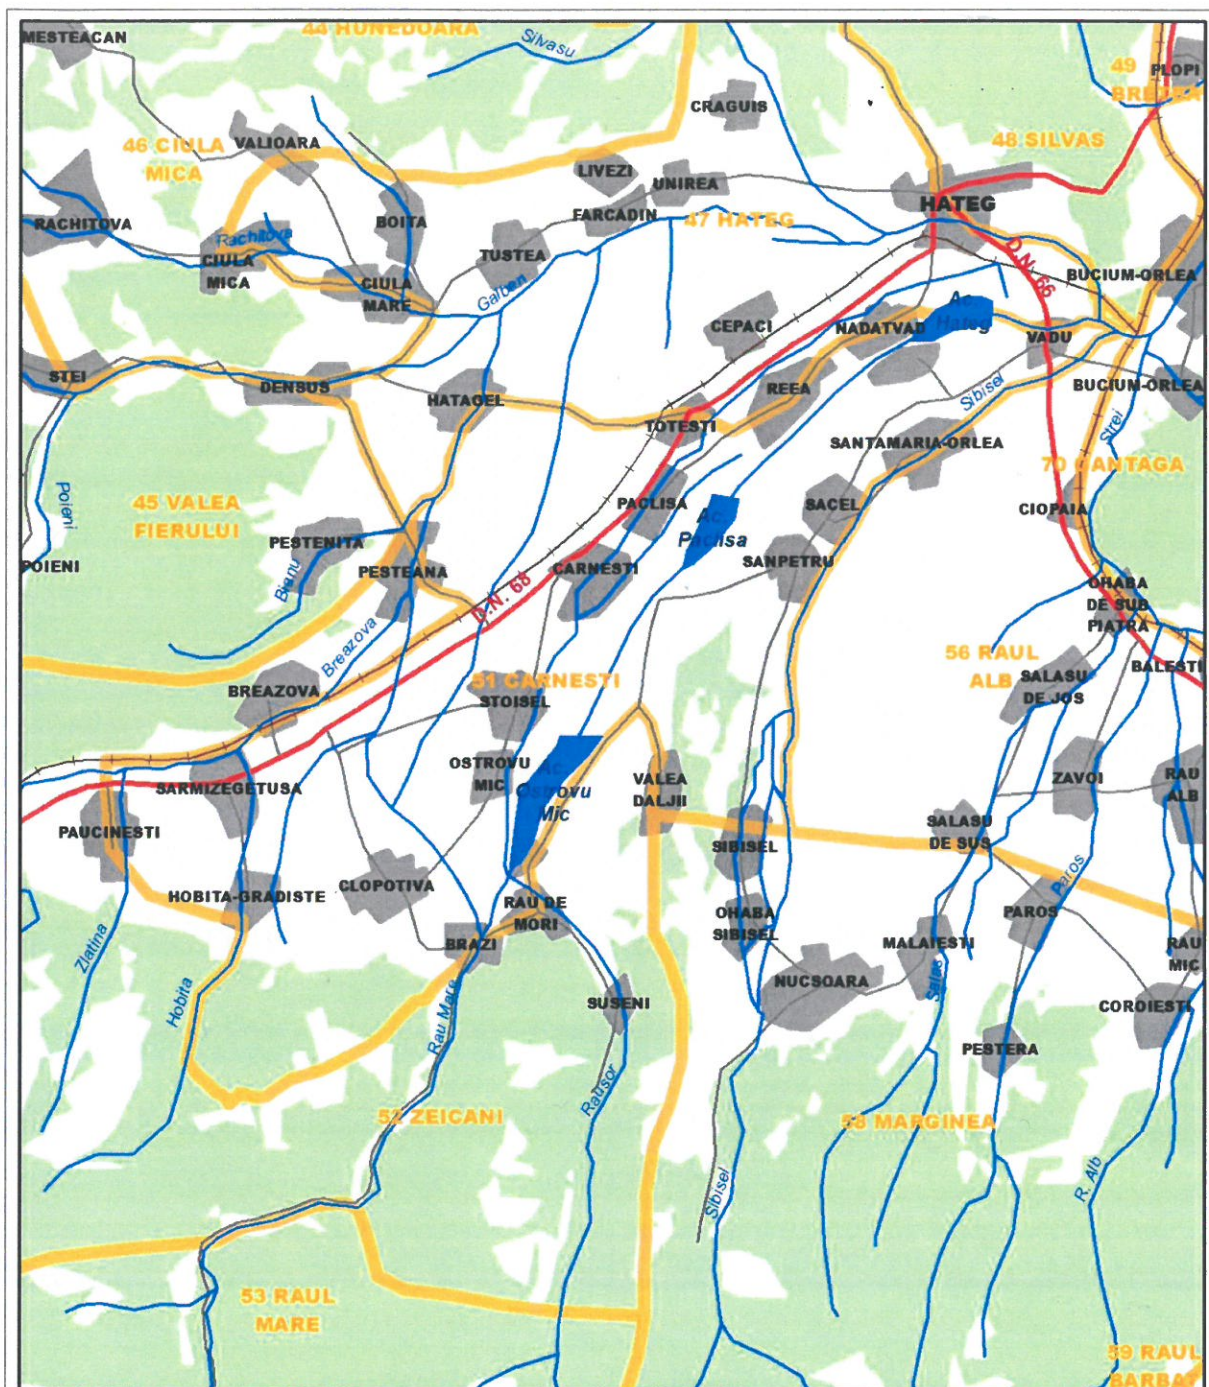 MESTEACAN
44 HUNEDOARA
Silvasu
49
BRETEA
PLOPI
CRAGUIS
46 CIULA
MICA
VALIOARA
48 SILVAS
LIVEZI
UNIREA
HATEG
RACHITOVA
BOITA
FARCADIN
47 HATEG
Rachitova
CIULA
MICA
TUSTEA
D.N. 66
BUCIUM-ORLEA
CIULA
MARE
Galben
Ac.
Hateg
CEPACI
NADATVAD
VADU
STEI
DENSUS
HATAGEL
REEA
Sibisel
BUCIUM-ORLEA
TOTESTI
SANTAMARIA-ORLEA
Strei
70 CANTAGA
45 VALEA
FIERULUI
Poieni
PACLISA
Ac.
Paclisa
SACEL
CIOPAIA
PESTENITA
POIENI
PESTEANA
CARNESTI
SANPETRU
Bisnu
D.N. 68
OHABA
DE SUB
PIATRA
Breazova
56 RAUL
ALB
BALESTI
BREAZOVA
51 CARNESTI
STOISEL
SALASU
DE JOS
OSTROVU
MIC
Ac.
Ostrovu
Mic
VALEA
DALJII
ZAVOI
RAU
ALB
SARMIZEGETUSA
PAUCINESTI
SIBISEL
SALASU
DE SUS
HOBITA-GRADISTE
CLOPOTIVA
RAU DE
MORI
Paros
OHABA
SIBISEL
PAROS
BRAZI
MALAIESTI
RAU
MIC
Zlatina
Hobita
NUCSOARA
Salas
SUSENI
COROIESTI
Rau Mare
PESTERA
Rausor
52 ZEICANI
58 MARGINEA
Sibisel
R. Alb
53 RAUL
MARE
59 RAUL
BARBAT